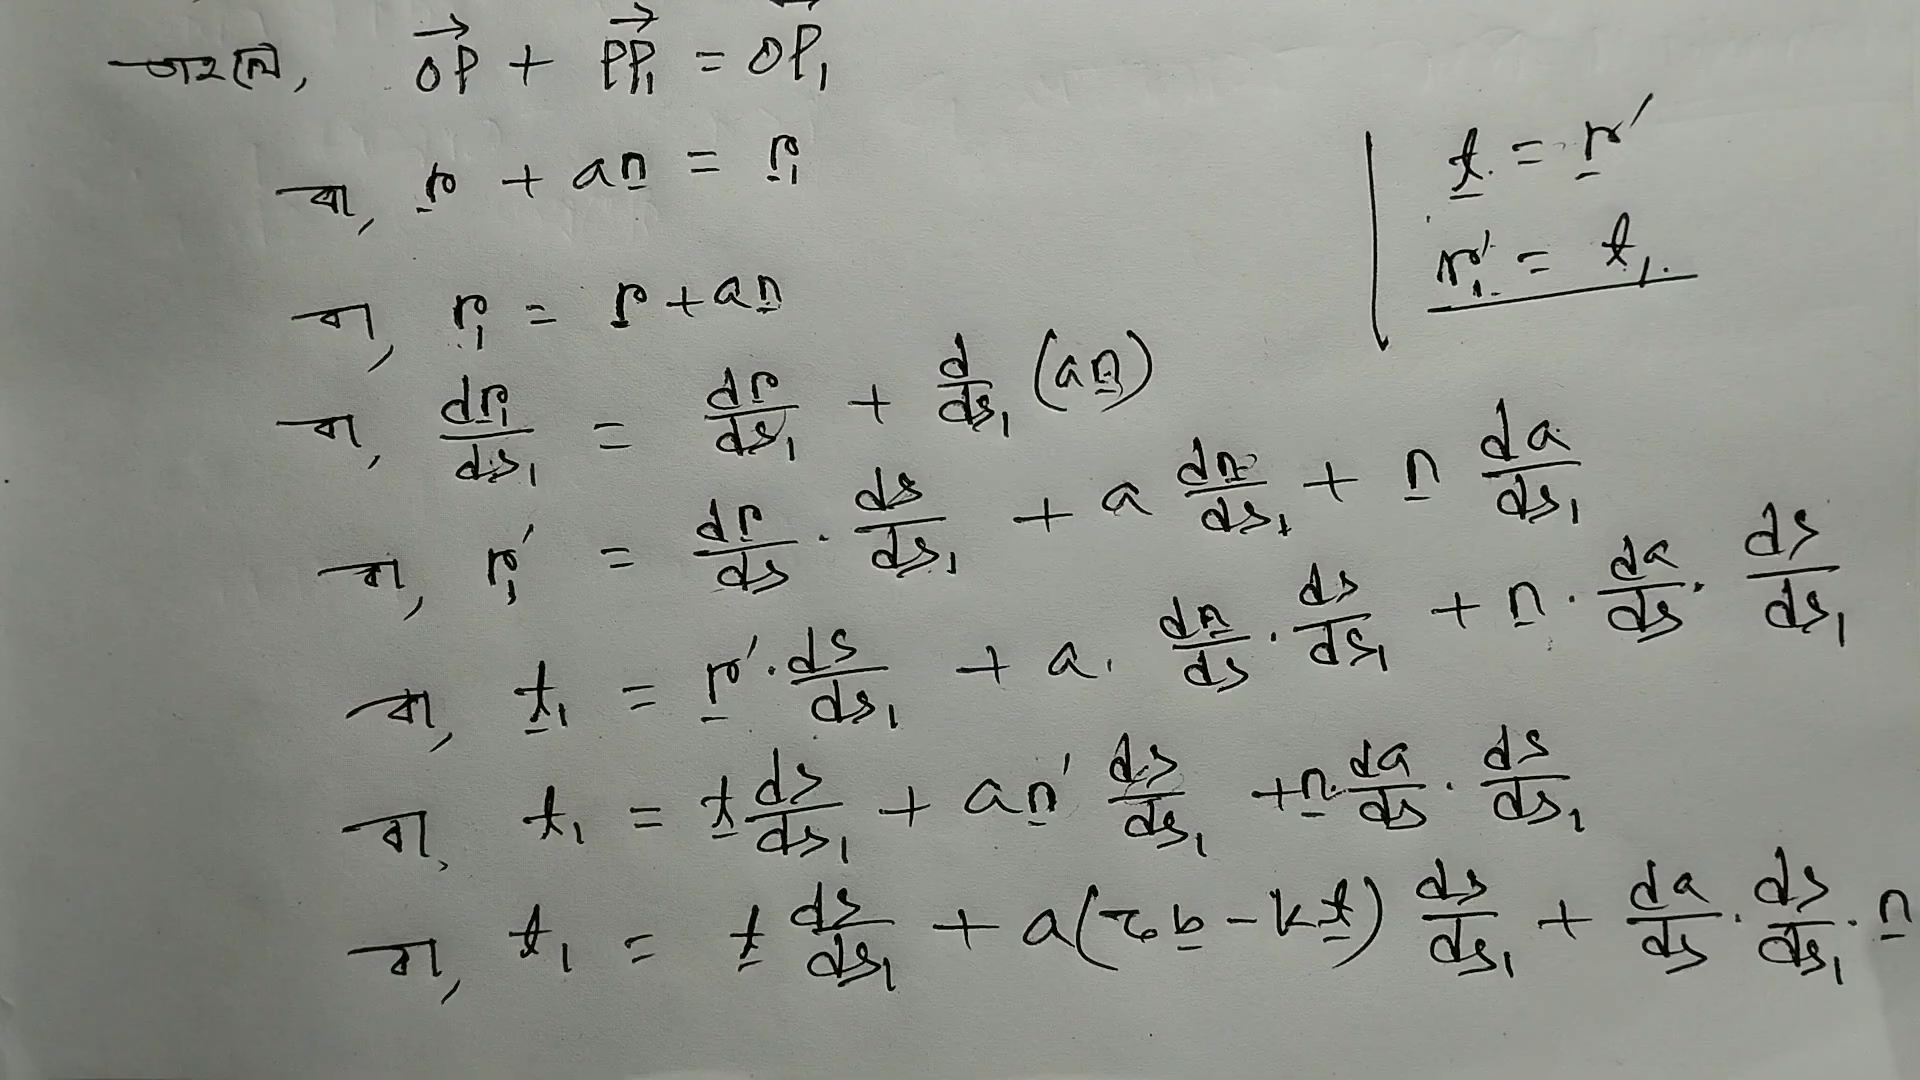 তাহলে, →OP + →PP₁ = →OP₁
বা, r + an = r₁
t = r′
r₁′ = t₁.
বা, r₁ = r + an
বা, dr₁/ds₁ = dr/ds₁ + d/ds₁ (an)
বা, r₁′ = dr/ds · ds/ds₁ + a dn/ds₁ + n da/ds₁
বা, t₁ = r′ · ds/ds₁ + a. dn/ds · ds/ds₁ + n · da/ds · ds/ds₁
বা, t₁ = t ds/ds₁ + an′ ds/ds₁ + n · da/ds · ds/ds₁
বা, t₁ = t ds/ds₁ + a(τb − kt) ds/ds₁ + da/ds · ds/ds₁ · n